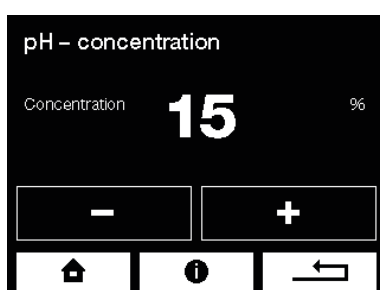 pH – concentration
Concentration 15 %
– +